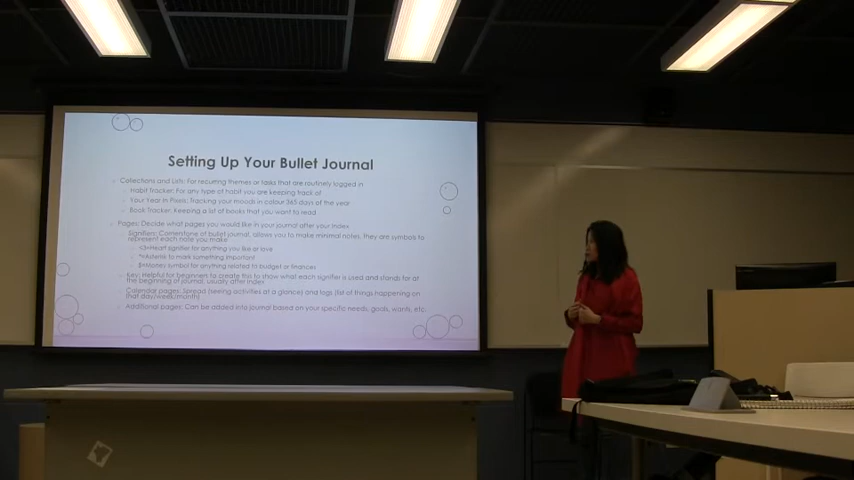 Setting Up Your Bullet Journal
Collections and Lists: For recurring themes or tasks that are routinely logged in
Habit Tracker: For any type of habit you are keeping track of
Your Year in Pixels: Tracking your moods in colour 365 days of the year
Book Tracker: Keeping a list of books that you want to read
Pages: Decide what pages you would like in your journal after your index
Signifiers: Cornerstone of bullet journal, allows you to make minimal notes. They are symbols to
represent each note you make
<3=Heart signifier for anything you like or love
*=Asterix to mark something important
$=Money symbol for anything related to budget or finances
Key: Helpful for beginners to create this to show what each signifier is used and stands for at
the beginning of journal, usually after index
Calendar pages: Spread (seeing activities at a glance) and logs (list of things happening on
that day/week/month)
Additional pages: Can be added into journal based on your specific needs, goals, wants, etc.